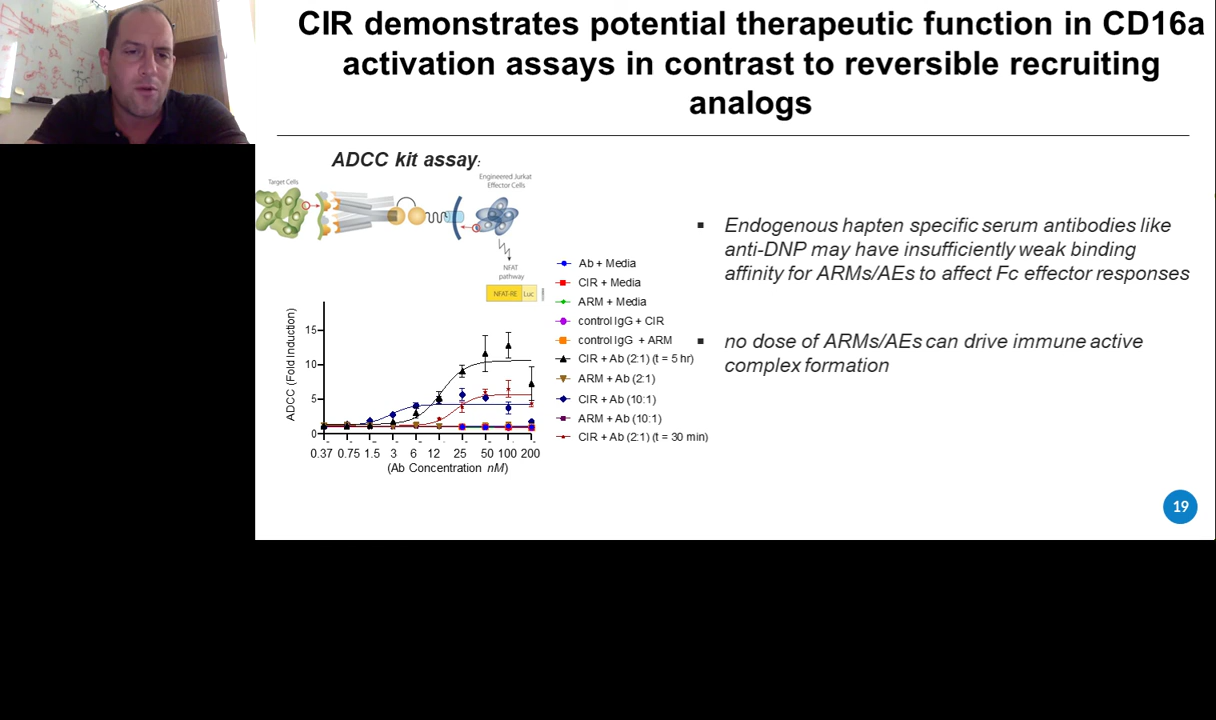 CIR demonstrates potential therapeutic function in CD16a
activation assays in contrast to reversible recruiting
analogs
ADCC kit assay:
Target Cells
Engineered Jurkat
Effector Cells
NFAT
pathway
NFAT-RE Luc
Endogenous hapten specific serum antibodies like
anti-DNP may have insufficiently weak binding
affinity for ARMs/AEs to affect Fc effector responses
no dose of ARMs/AEs can drive immune active
complex formation
Ab + Media
CIR + Media
ARM + Media
control IgG + CIR
control IgG + ARM
CIR + Ab (2:1) (t = 5 hr)
ARM + Ab (2:1)
CIR + Ab (10:1)
ARM + Ab (10:1)
CIR + Ab (2:1) (t = 30 min)
ADCC (Fold Induction)
15
10
5
0
0.37 0.75 1.5 3 6 12 25 50 100 200
(Ab Concentration nM)
19